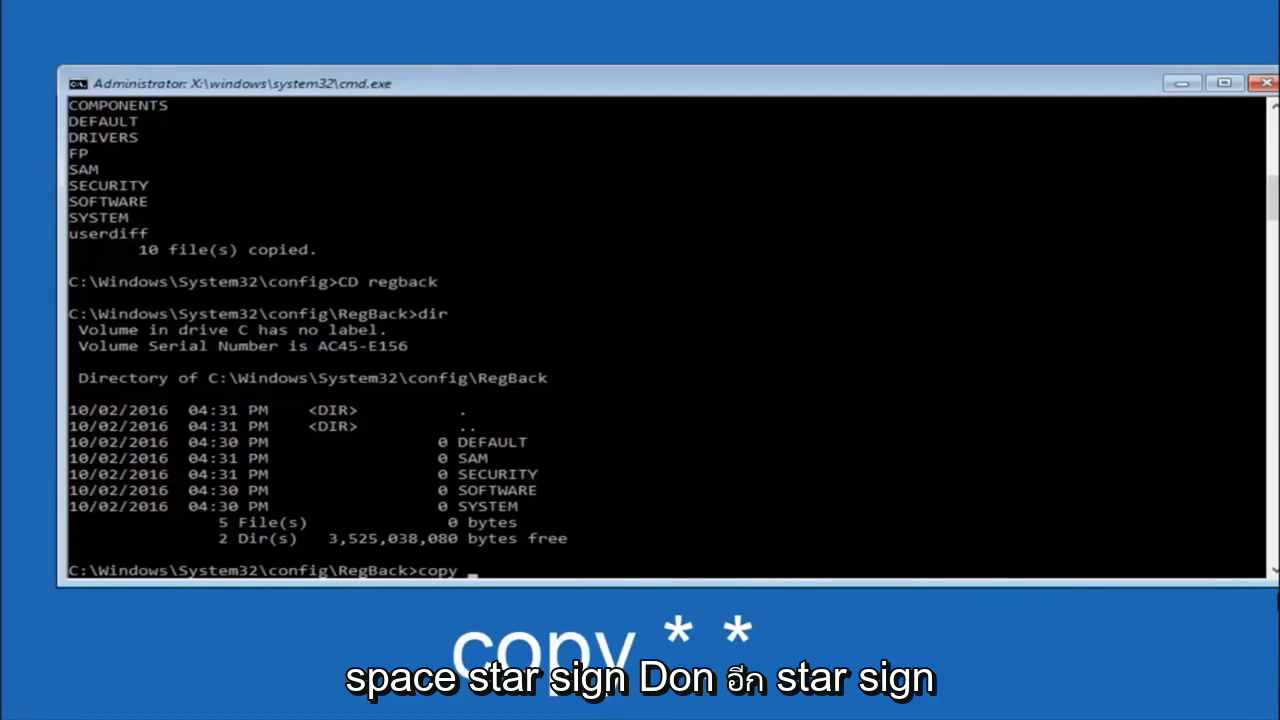 Administrator: X:\windows\system32\cmd.exe
COMPONENTS
DEFAULT
DRIVERS
FP
SAM
SECURITY
SOFTWARE
SYSTEM
userdiff
10 file(s) copied.
C:\Windows\System32\config>CD regback
C:\Windows\System32\config\RegBack>dir
Volume in drive C has no label.
Volume Serial Number is AC45-E156
Directory of C:\Windows\System32\config\RegBack
10/02/2016 04:31 PM <DIR> .
10/02/2016 04:31 PM <DIR> ..
10/02/2016 04:30 PM 0 DEFAULT
10/02/2016 04:31 PM 0 SAM
10/02/2016 04:31 PM 0 SECURITY
10/02/2016 04:30 PM 0 SOFTWARE
10/02/2016 04:30 PM 0 SYSTEM
5 File(s) 0 bytes
2 Dir(s) 3,525,038,080 bytes free
C:\Windows\System32\config\RegBack>copy _
copy * *
space star sign Don อีก star sign